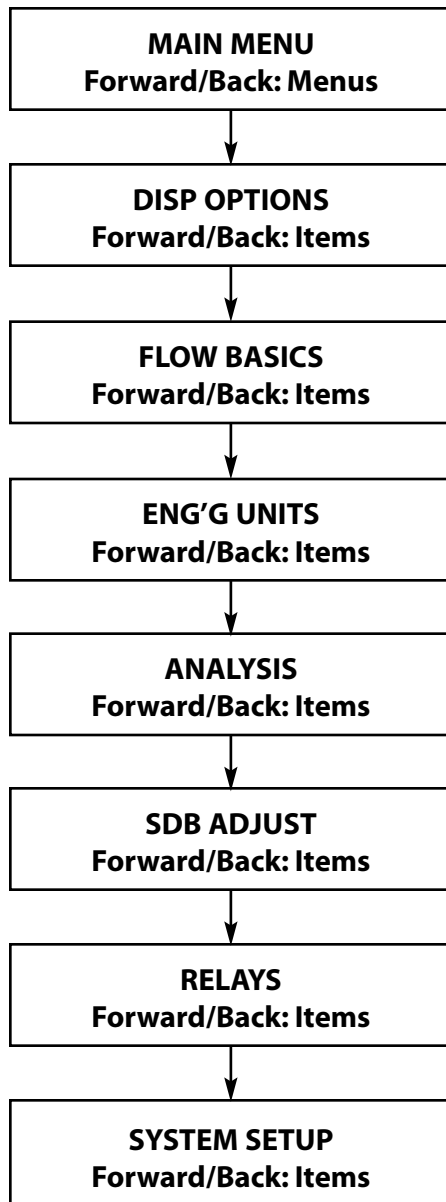 MAIN MENU
Forward/Back: Menus
DISP OPTIONS
Forward/Back: Items
FLOW BASICS
Forward/Back: Items
ENG’G UNITS
Forward/Back: Items
ANALYSIS
Forward/Back: Items
SDB ADJUST
Forward/Back: Items
RELAYS
Forward/Back: Items
SYSTEM SETUP
Forward/Back: Items